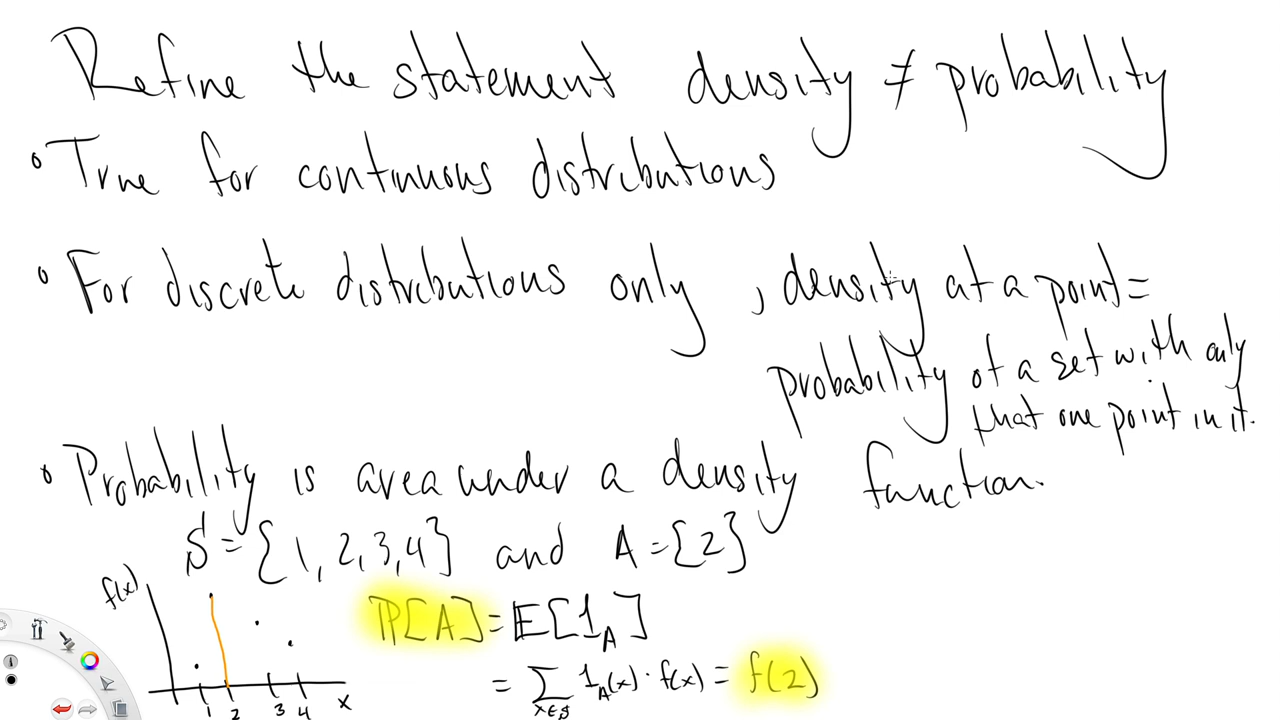 Refine the statement density ≠ probability
• True for continuous distributions
• For discrete distributions only, density at a point =
probability of a set with only
that one point in it.
• Probability is area under a density function.
S = {1, 2, 3, 4} and A = {2}
f(x)
P[A] = E[1_A]
= ∑_{x∈S} 1_A(x) · f(x) = f(2)
1 2 3 4 x